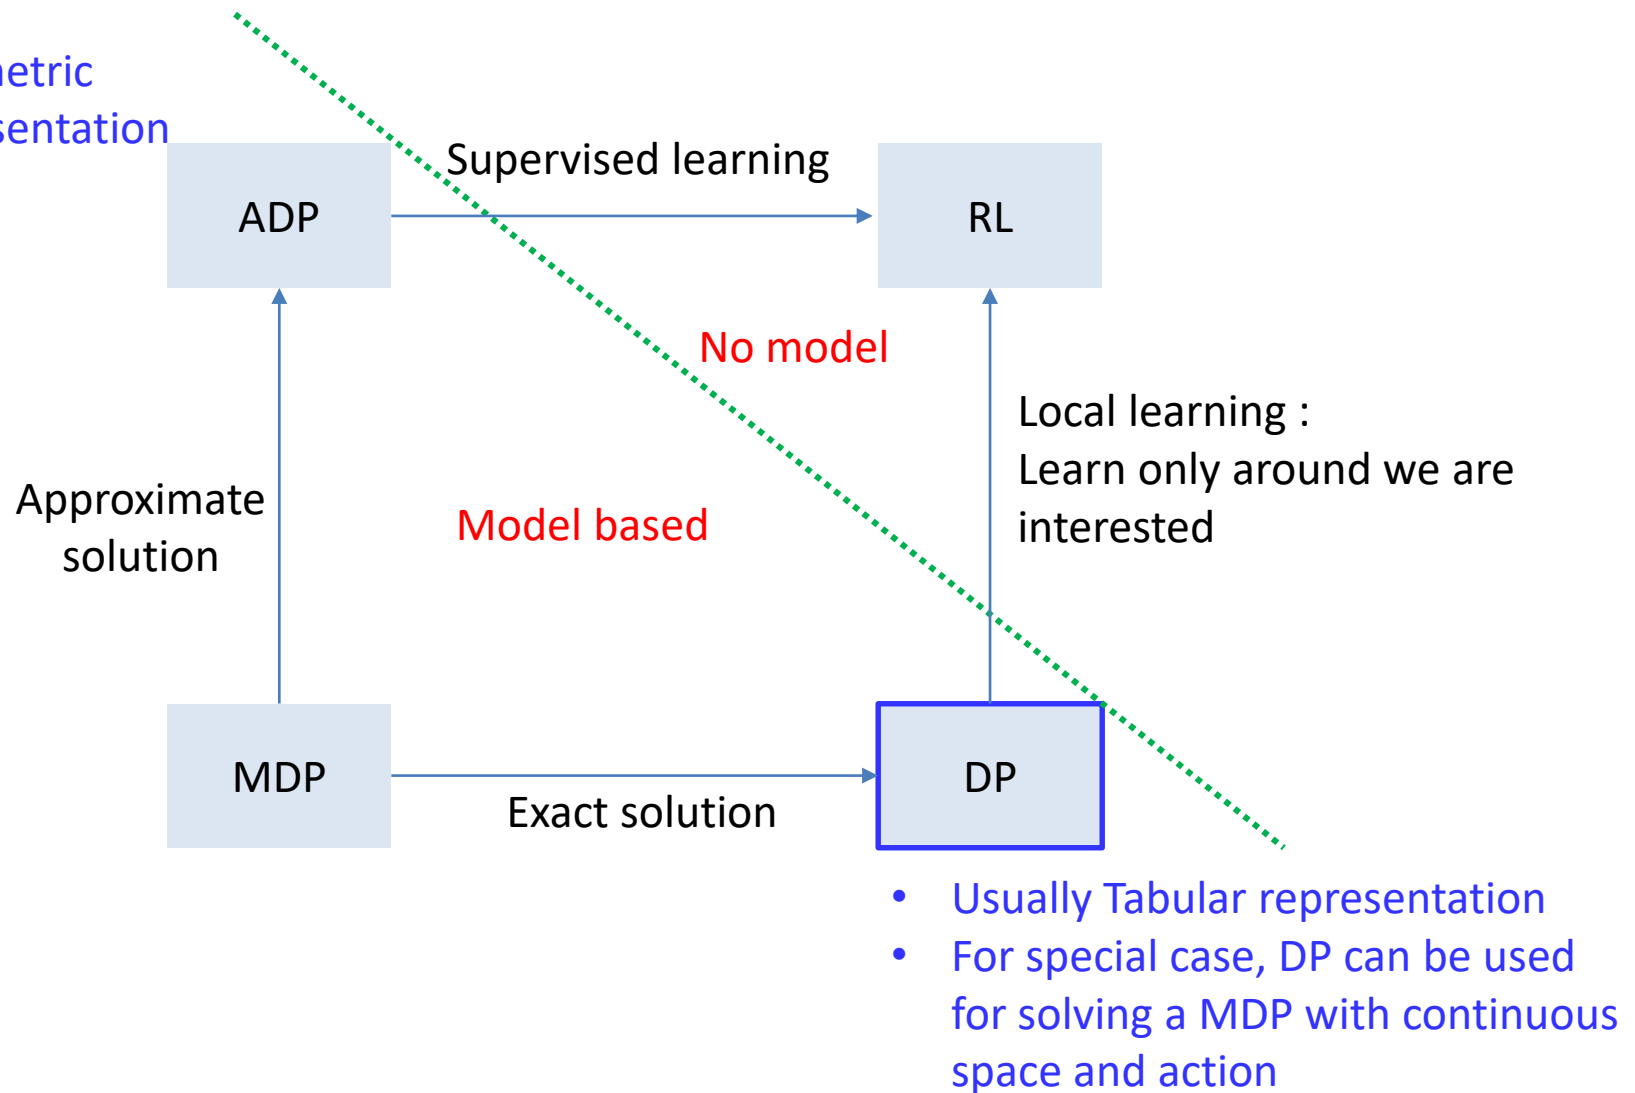 Supervised learning
ADP
RL
No model
Local learning :
Learn only around we are
interested
Approximate
solution
Model based
MDP
DP
Exact solution
• Usually Tabular representation
• For special case, DP can be used
for solving a MDP with continuous
space and action